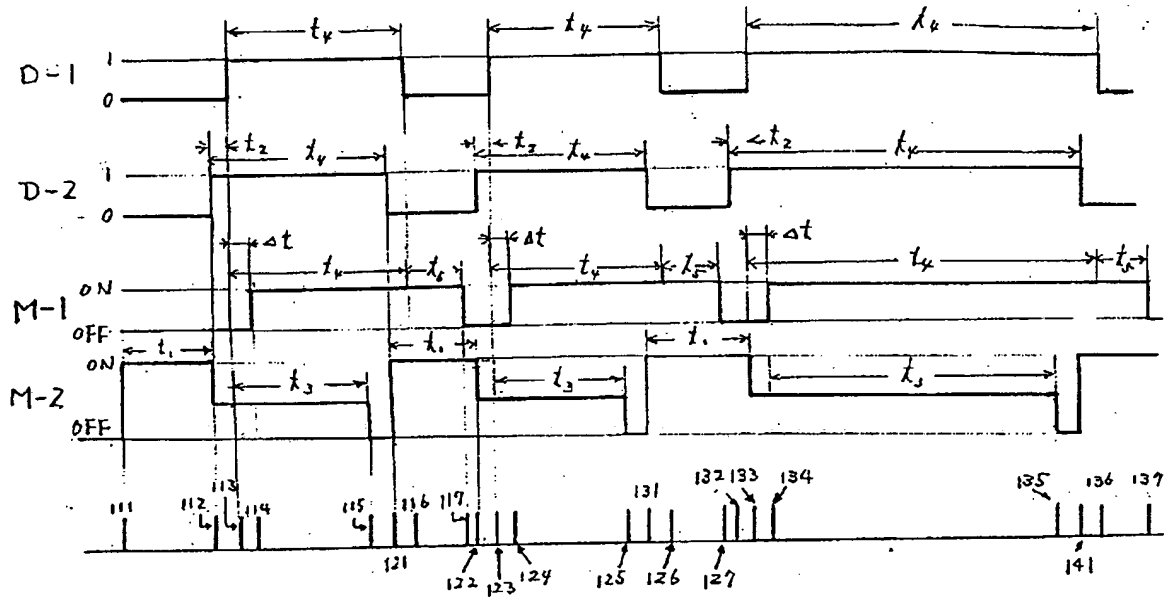 t₄ t₄ t₄
D-1 1
0
t₂ t₄ t₃ t₄ t₂ t₄
D-2 1
0
Δt Δt Δt
t₄ t₅ t₄ t₅ t₄ t₅
M-1 ON
OFF
t₁ t₁ t₁
M-2 ON
t₃ t₃ t₃
OFF
111 112 113 114 115 116 117 131 132 133 134 135 136 137
121 122 123 124 125 126 127 141